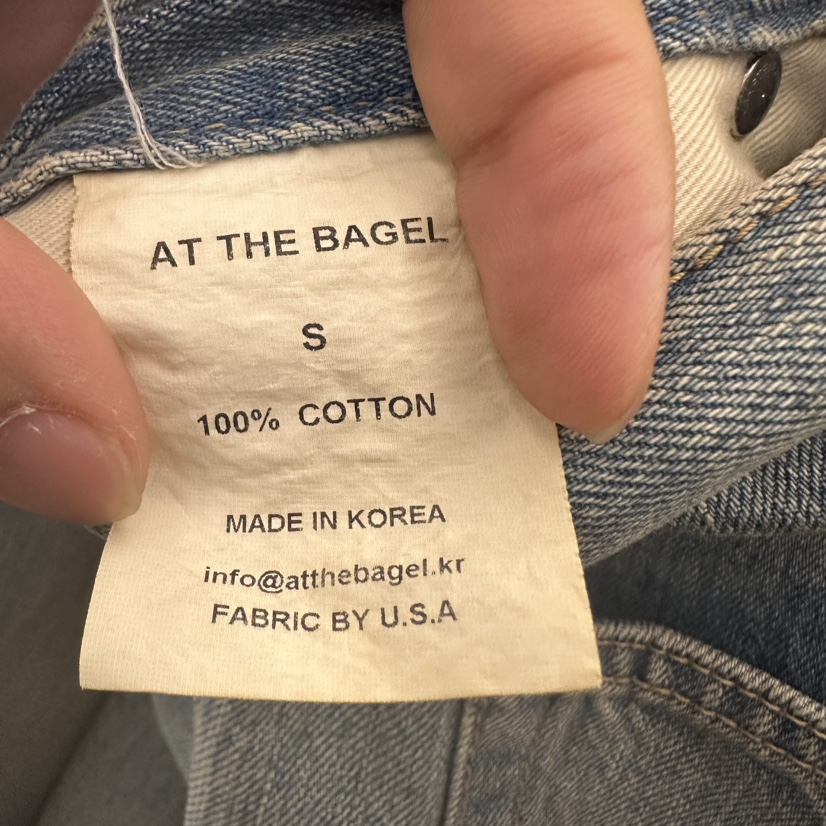 AT THE BAGEL
S
100% COTTON
MADE IN KOREA
info@atthebagel.kr
FABRIC BY U.S.A